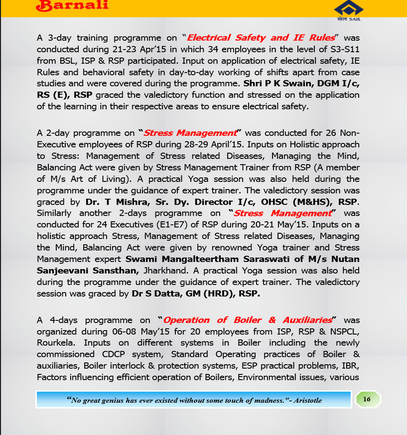 Barnali
सेल SAIL
A 3-day training programme on "Electrical Safety and IE Rules" was
conducted during 21-23 Apr'15 in which 34 employees in the level of S3-S11
from BSL, ISP & RSP participated. Input on application of electrical safety, IE
Rules and behavioral safety in day-to-day working of shifts apart from case
studies and were covered during the programme. Shri P K Swain, DGM I/c,
RS (E), RSP graced the valedictory function and stressed on the application
of the learning in their respective areas to ensure electrical safety.
A 2-day programme on "Stress Management" was conducted for 26 Non-
Executive employees of RSP during 28-29 April'15. Inputs on Holistic approach
to Stress: Management of Stress related Diseases, Managing the Mind,
Balancing Act were given by Stress Management Trainer from RSP (A member
of M/s Art of Living). A practical Yoga session was also held during the
programme under the guidance of expert trainer. The valedictory session was
graced by Dr. T Mishra, Sr. Dy. Director I/c, OHSC (M&HS), RSP.
Similarly another 2-days programme on "Stress Management" was
conducted for 24 Executives (E1-E7) of RSP during 20-21 May'15. Inputs on a
holistic approach Stress, Management of Stress related Diseases, Managing
the Mind, Balancing Act were given by renowned Yoga trainer and Stress
Management expert Swami Mangalteertham Saraswati of M/s Nutan
Sanjeevani Sansthan, Jharkhand. A practical Yoga session was also held
during the programme under the guidance of expert trainer. The valedictory
session was graced by Dr S Datta, GM (HRD), RSP.
A 4-days programme on "Operation of Boiler & Auxiliaries" was
organized during 06-08 May'15 for 20 employees from ISP, RSP & NSPCL,
Rourkela. Inputs on different systems in Boiler including the newly
commissioned CDCP system, Standard Operating practices of Boiler &
auxiliaries, Boiler interlock & protection systems, ESP practical problems, IBR,
Factors influencing efficient operation of Boilers, Environmental issues, various
"No great genius has ever existed without some touch of madness."- Aristotle
16